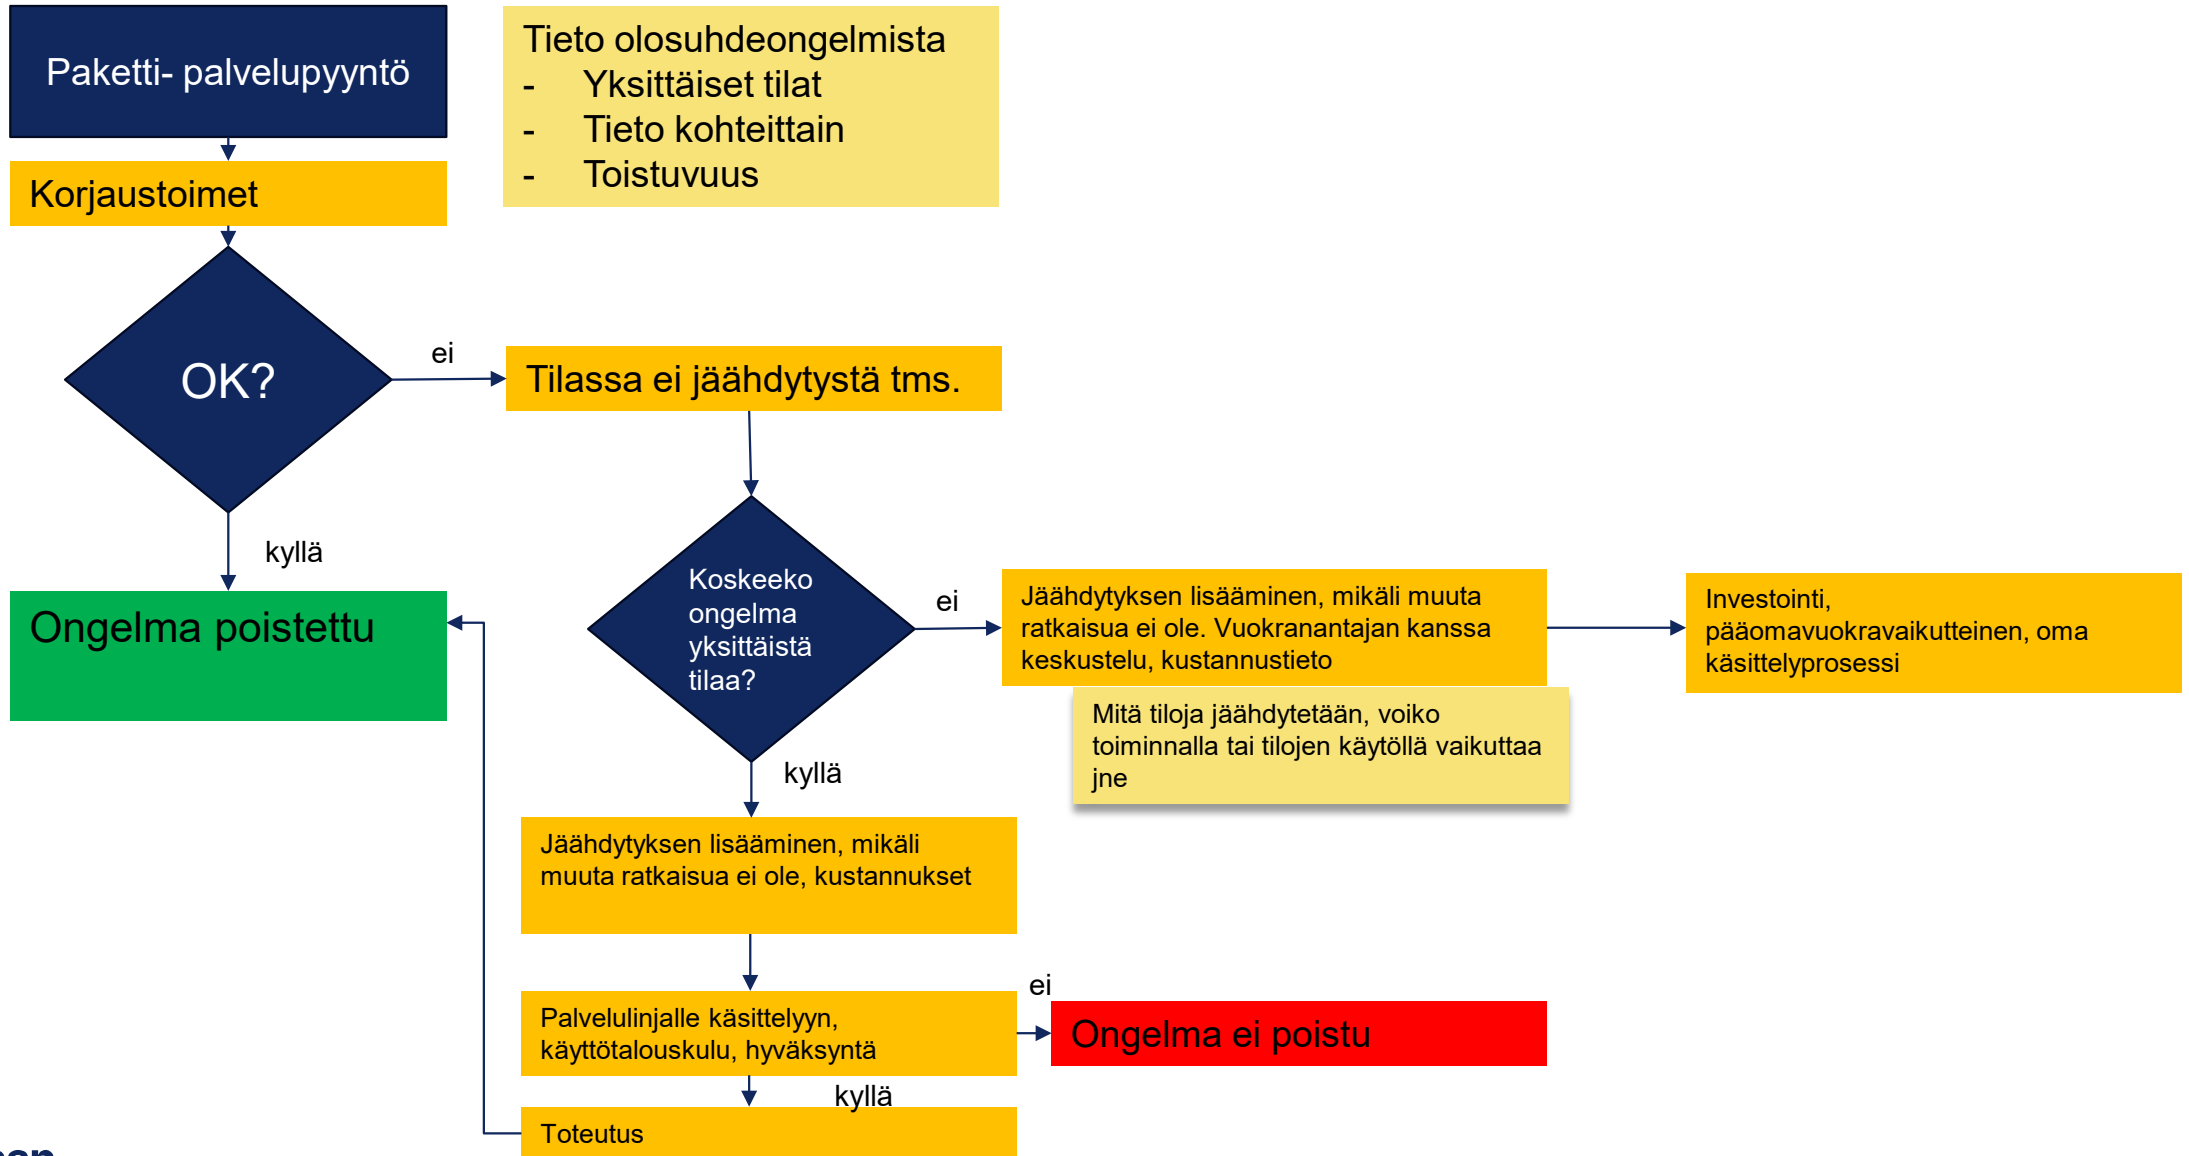 Paketti- palvelupyyntö
Tieto olosuhdeongelmista
- Yksittäiset tilat
- Tieto kohteittain
- Toistuvuus
Korjaustoimet
OK?
ei
Tilassa ei jäähdytystä tms.
kyllä
Ongelma poistettu
Koskeeko
ongelma
yksittäistä
tilaa?
ei
Jäähdytyksen lisääminen, mikäli muuta
ratkaisua ei ole. Vuokranantajan kanssa
keskustelu, kustannustieto
Investointi,
pääomavuokravaikutteinen, oma
käsittelyprosessi
Mitä tiloja jäähdytetään, voiko
toiminnalla tai tilojen käytöllä vaikuttaa
jne
kyllä
Jäähdytyksen lisääminen, mikäli
muuta ratkaisua ei ole, kustannukset
Palvelulinjalle käsittelyyn,
käyttötalouskulu, hyväksyntä
ei
Ongelma ei poistu
kyllä
Toteutus